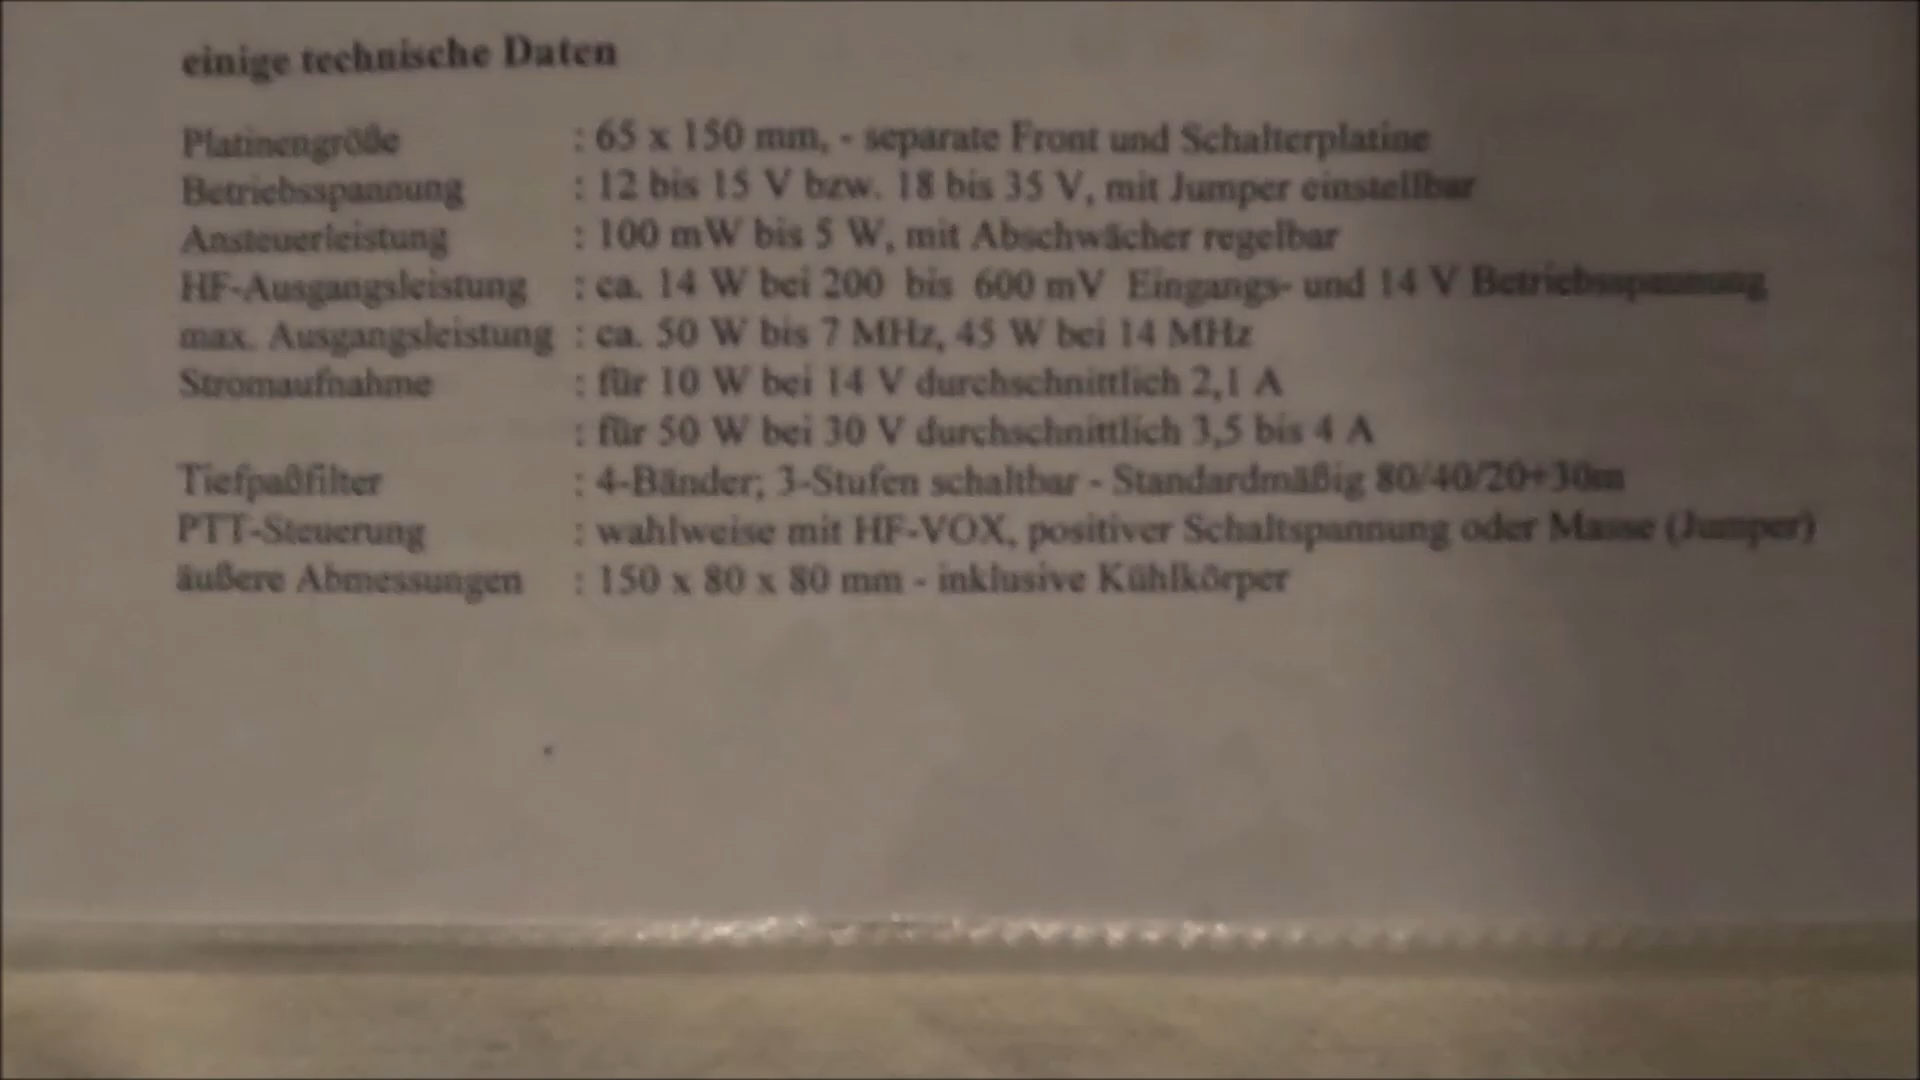 einige technische Daten
Platinengröße : 65 x 150 mm, - separate Front und Schalterplatine
Betriebsspannung : 12 bis 15 V bzw. 18 bis 35 V, mit Jumper einstellbar
Ansteuerleistung : 100 mW bis 5 W, mit Abschwächer regelbar
HF-Ausgangsleistung : ca. 14 W bei 200 bis 600 mV Eingangs- und 14 V Betriebsspannung
max. Ausgangsleistung : ca. 50 W bis 7 MHz, 45 W bei 14 MHz
Stromaufnahme : für 10 W bei 14 V durchschnittlich 2,1 A
: für 50 W bei 30 V durchschnittlich 3,5 bis 4 A
Tiefpaßfilter : 4-Bänder; 3-Stufen schaltbar - Standardmäßig 80/40/20+30m
PTT-Steuerung : wahlweise mit HF-VOX, positiver Schaltspannung oder Masse (Jumper)
äußere Abmessungen : 150 x 80 x 80 mm - inklusive Kühlkörper